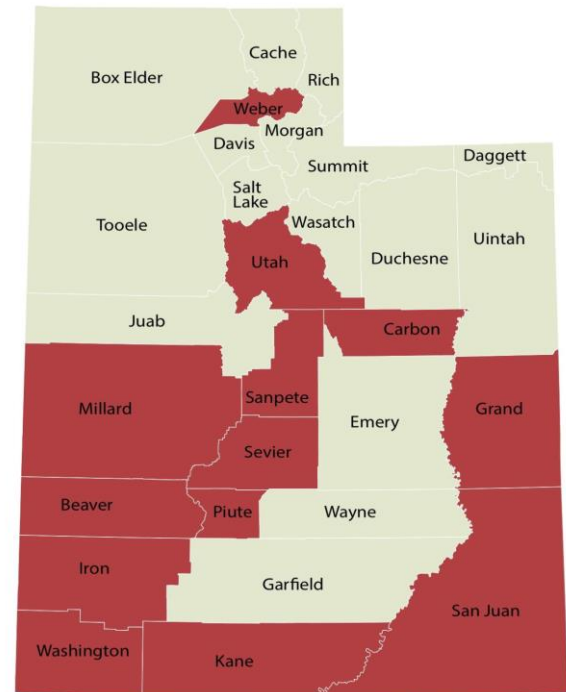 Cache
Rich
Box Elder
Weber
Morgan
Davis
Summit
Daggett
Salt
Lake
Wasatch
Tooele
Uintah
Duchesne
Utah
Juab
Carbon
Millard
Sanpete
Grand
Emery
Sevier
Beaver
Piute
Wayne
Iron
Garfield
San Juan
Washington
Kane